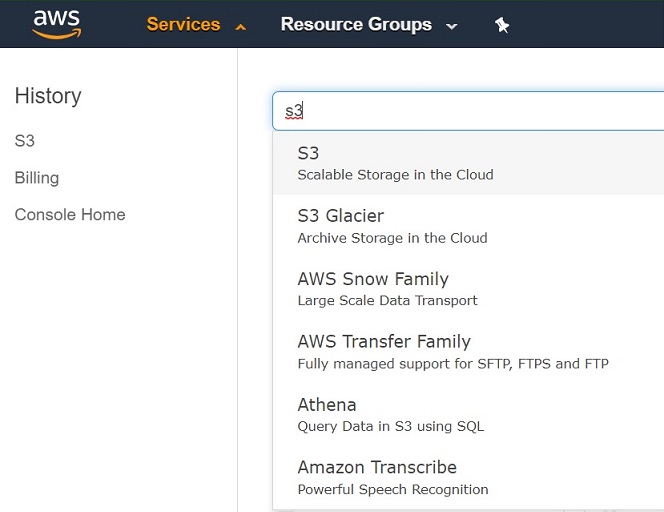 aws
Services
Resource Groups
History
S3
Billing
Console Home
s3
S3
Scalable Storage in the Cloud
S3 Glacier
Archive Storage in the Cloud
AWS Snow Family
Large Scale Data Transport
AWS Transfer Family
Fully managed support for SFTP, FTPS and FTP
Athena
Query Data in S3 using SQL
Amazon Transcribe
Powerful Speech Recognition